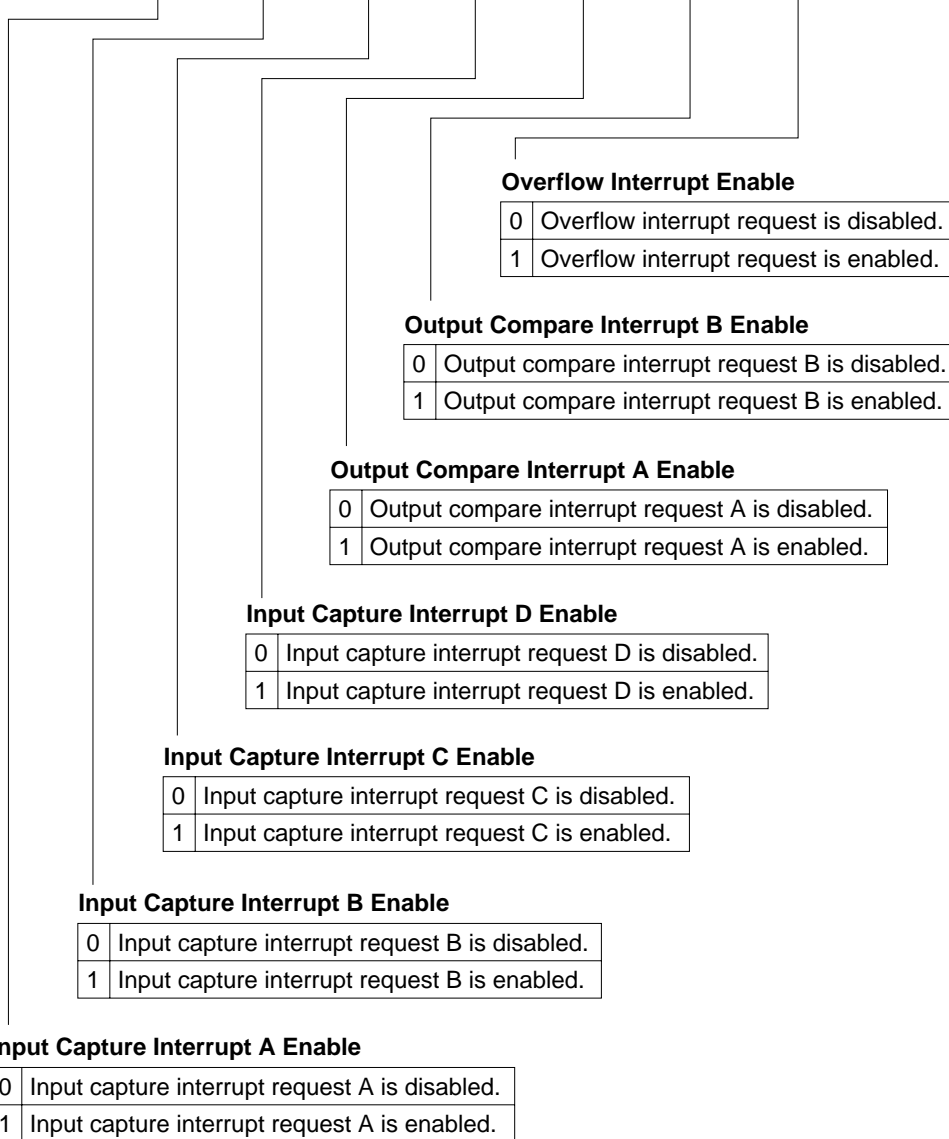 Overflow Interrupt Enable
0 Overflow interrupt request is disabled.
1 Overflow interrupt request is enabled.
Output Compare Interrupt B Enable
0 Output compare interrupt request B is disabled.
1 Output compare interrupt request B is enabled.
Output Compare Interrupt A Enable
0 Output compare interrupt request A is disabled.
1 Output compare interrupt request A is enabled.
Input Capture Interrupt D Enable
0 Input capture interrupt request D is disabled.
1 Input capture interrupt request D is enabled.
Input Capture Interrupt C Enable
0 Input capture interrupt request C is disabled.
1 Input capture interrupt request C is enabled.
Input Capture Interrupt B Enable
0 Input capture interrupt request B is disabled.
1 Input capture interrupt request B is enabled.
nput Capture Interrupt A Enable
0 Input capture interrupt request A is disabled.
1 Input capture interrupt request A is enabled.